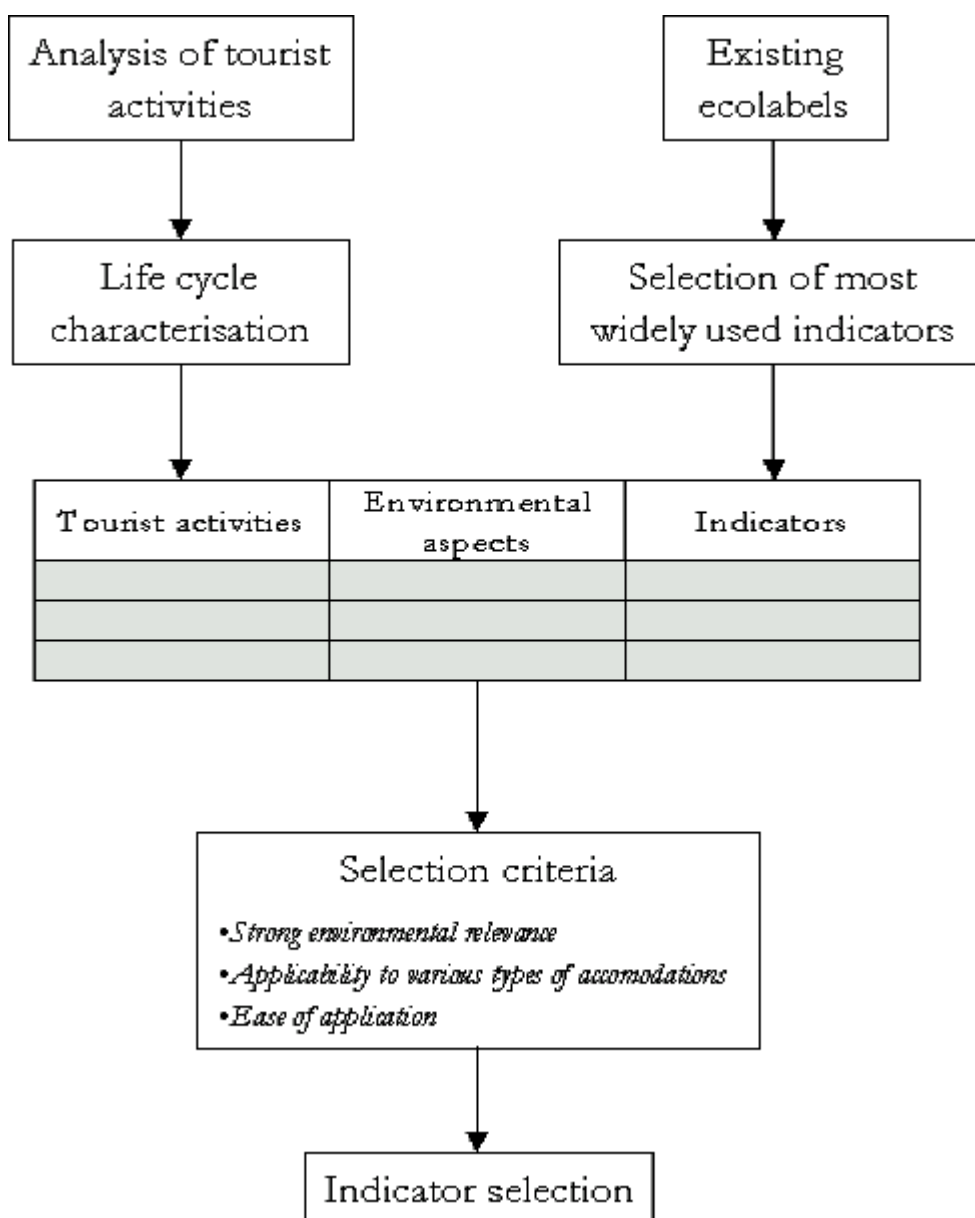 Analysis of tourist
activities
Existing
ecolabels
Life cycle
characterisation
Selection of most
widely used indicators
Tourist activities
Environmental
aspects
Indicators
Selection criteria
•Strong environmental relevance
•Applicability to various types of accomodations
•Ease of application
Indicator selection